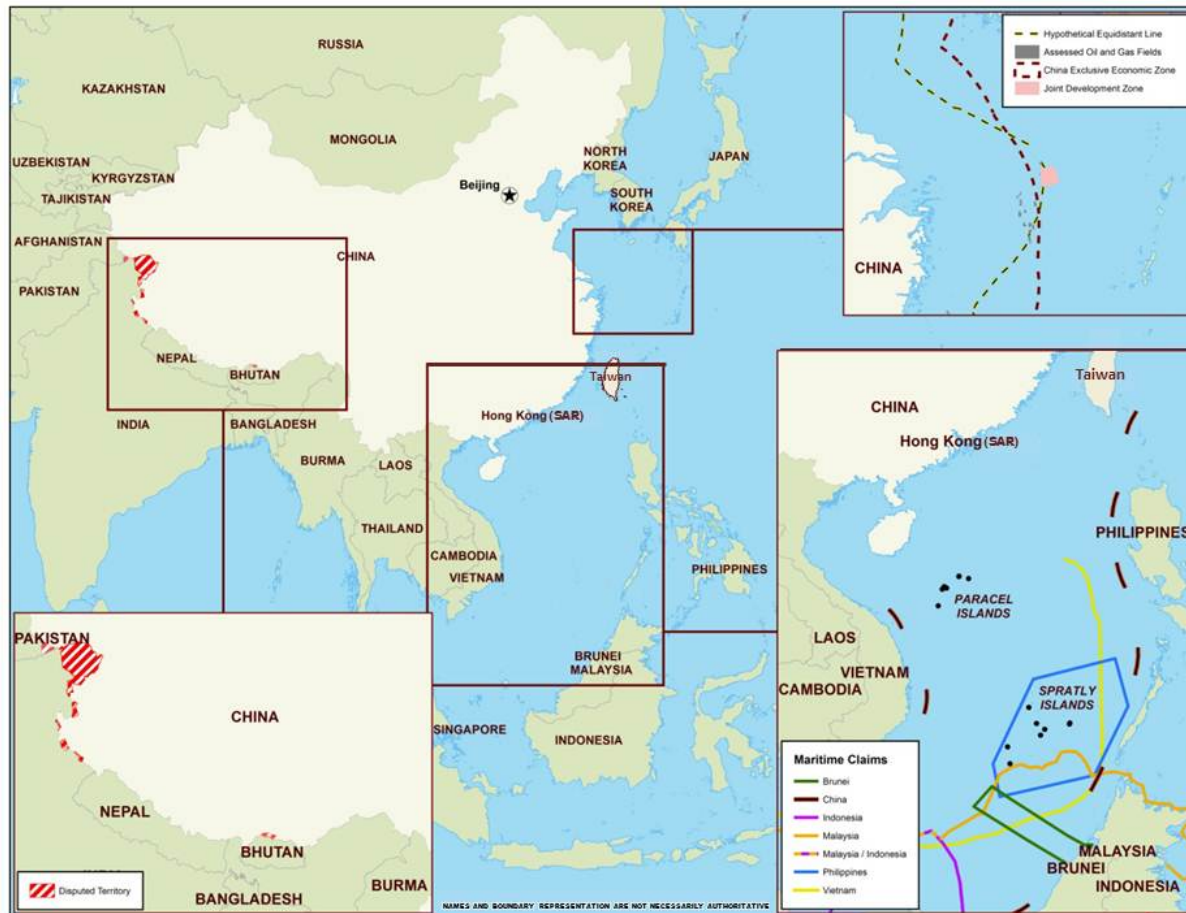 RUSSIA
KAZAKHSTAN
MONGOLIA
UZBEKISTAN
KYRGYZSTAN
TAJIKISTAN
NORTH
KOREA
JAPAN
Beijing
SOUTH
KOREA
AFGHANISTAN
CHINA
PAKISTAN
NEPAL
BHUTAN
Taiwan
INDIA
BANGLADESH
Hong Kong (SAR)
BURMA
LAOS
THAILAND
CAMBODIA
VIETNAM
PHILIPPINES
BRUNEI
MALAYSIA
SINGAPORE
INDONESIA
Hypothetical Equidistant Line
Assessed Oil and Gas Fields
China Exclusive Economic Zone
Joint Development Zone
CHINA
Taiwan
CHINA
Hong Kong (SAR)
PHILIPPINES
PARACEL
ISLANDS
LAOS
VIETNAM
CAMBODIA
SPRATLY
ISLANDS
MALAYSIA
BRUNEI
INDONESIA
Maritime Claims
Brunei
China
Indonesia
Malaysia
Malaysia / Indonesia
Philippines
Vietnam
PAKISTAN
CHINA
NEPAL
BHUTAN
BANGLADESH
BURMA
Disputed Territory
NAMES AND BOUNDARY REPRESENTATION ARE NOT NECESSARILY AUTHORITATIVE